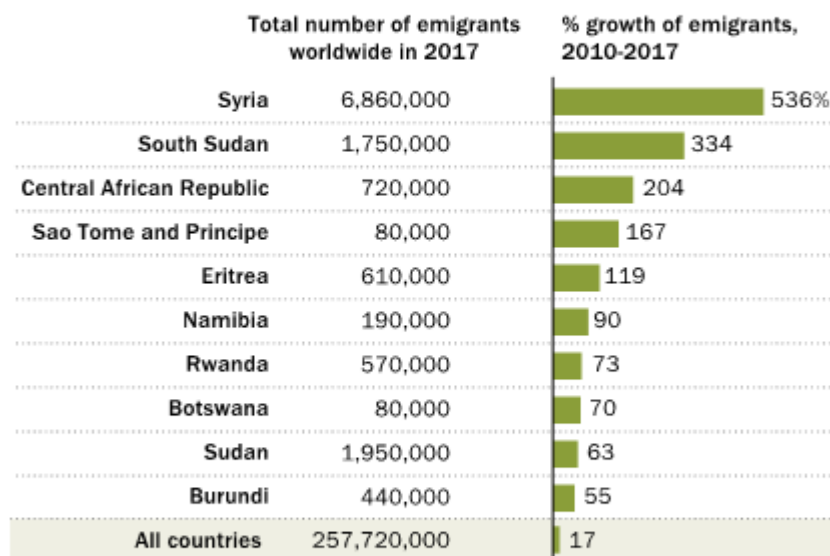 Total number of emigrants worldwide in 2017
% growth of emigrants, 2010-2017
Syria 6,860,000 536%
South Sudan 1,750,000 334
Central African Republic 720,000 204
Sao Tome and Principe 80,000 167
Eritrea 610,000 119
Namibia 190,000 90
Rwanda 570,000 73
Botswana 80,000 70
Sudan 1,950,000 63
Burundi 440,000 55
All countries 257,720,000 17